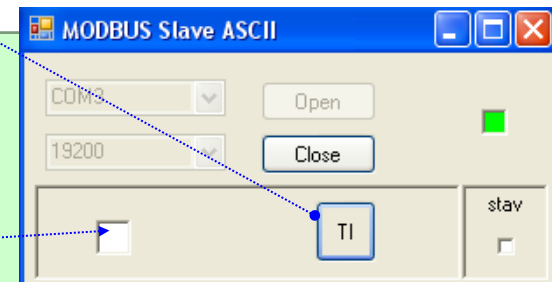 MODBUS Slave ASCII
COM3
Open
19200
Close
TI
stav